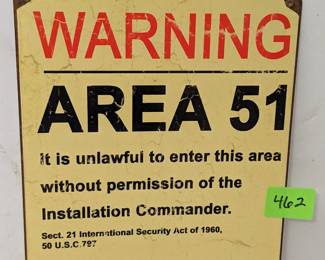 WARNING
AREA 51
It is unlawful to enter this area
without permission of the
Installation Commander.
462
Sect. 21 International Security Act of 1960,
50 U.S.C.797